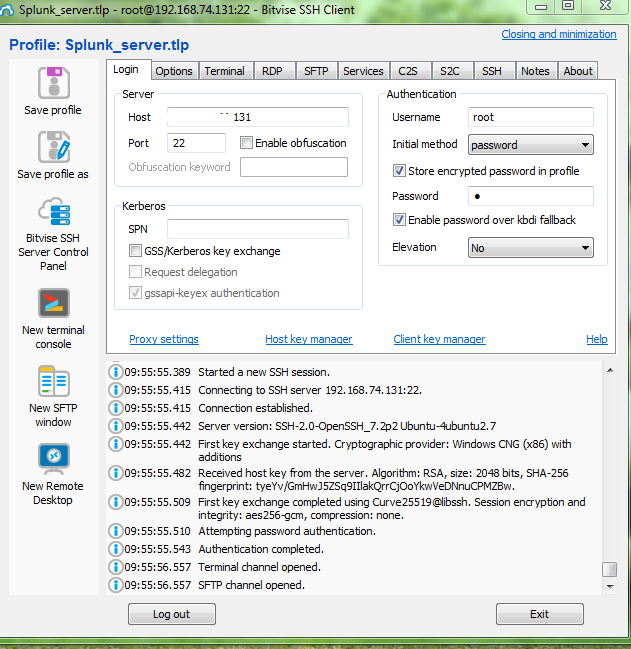 Splunk_server.tlp - root@192.168.74.131:22 - Bitvise SSH Client
Profile: Splunk_server.tlp
Closing and minimization
Save profile
Save profile as
Bitvise SSH
Server Control
Panel
New terminal
console
New SFTP
window
New Remote
Desktop
Login Options Terminal RDP SFTP Services C2S S2C SSH Notes About
Server
Host 131
Port 22 Enable obfuscation
Obfuscation keyword
Kerberos
SPN
GSS/Kerberos key exchange
Request delegation
gssapi-keyex authentication
Authentication
Username root
Initial method password
Store encrypted password in profile
Password
Enable password over kbdi fallback
Elevation No
Proxy settings Host key manager Client key manager Help
09:55:55.389 Started a new SSH session.
09:55:55.415 Connecting to SSH server 192.168.74.131:22.
09:55:55.415 Connection established.
09:55:55.442 Server version: SSH-2.0-OpenSSH_7.2p2 Ubuntu-4ubuntu2.7
09:55:55.442 First key exchange started. Cryptographic provider: Windows CNG (x86) with
additions
09:55:55.482 Received host key from the server. Algorithm: RSA, size: 2048 bits, SHA-256
fingerprint: tyeYv/GmHwJ5ZSq9IIlakQrrCjOoYkwVeDNnuCPMZBw.
09:55:55.509 First key exchange completed using Curve25519@libssh. Session encryption and
integrity: aes256-gcm, compression: none.
09:55:55.510 Attempting password authentication.
09:55:55.543 Authentication completed.
09:55:56.557 Terminal channel opened.
09:55:56.557 SFTP channel opened.
Log out Exit